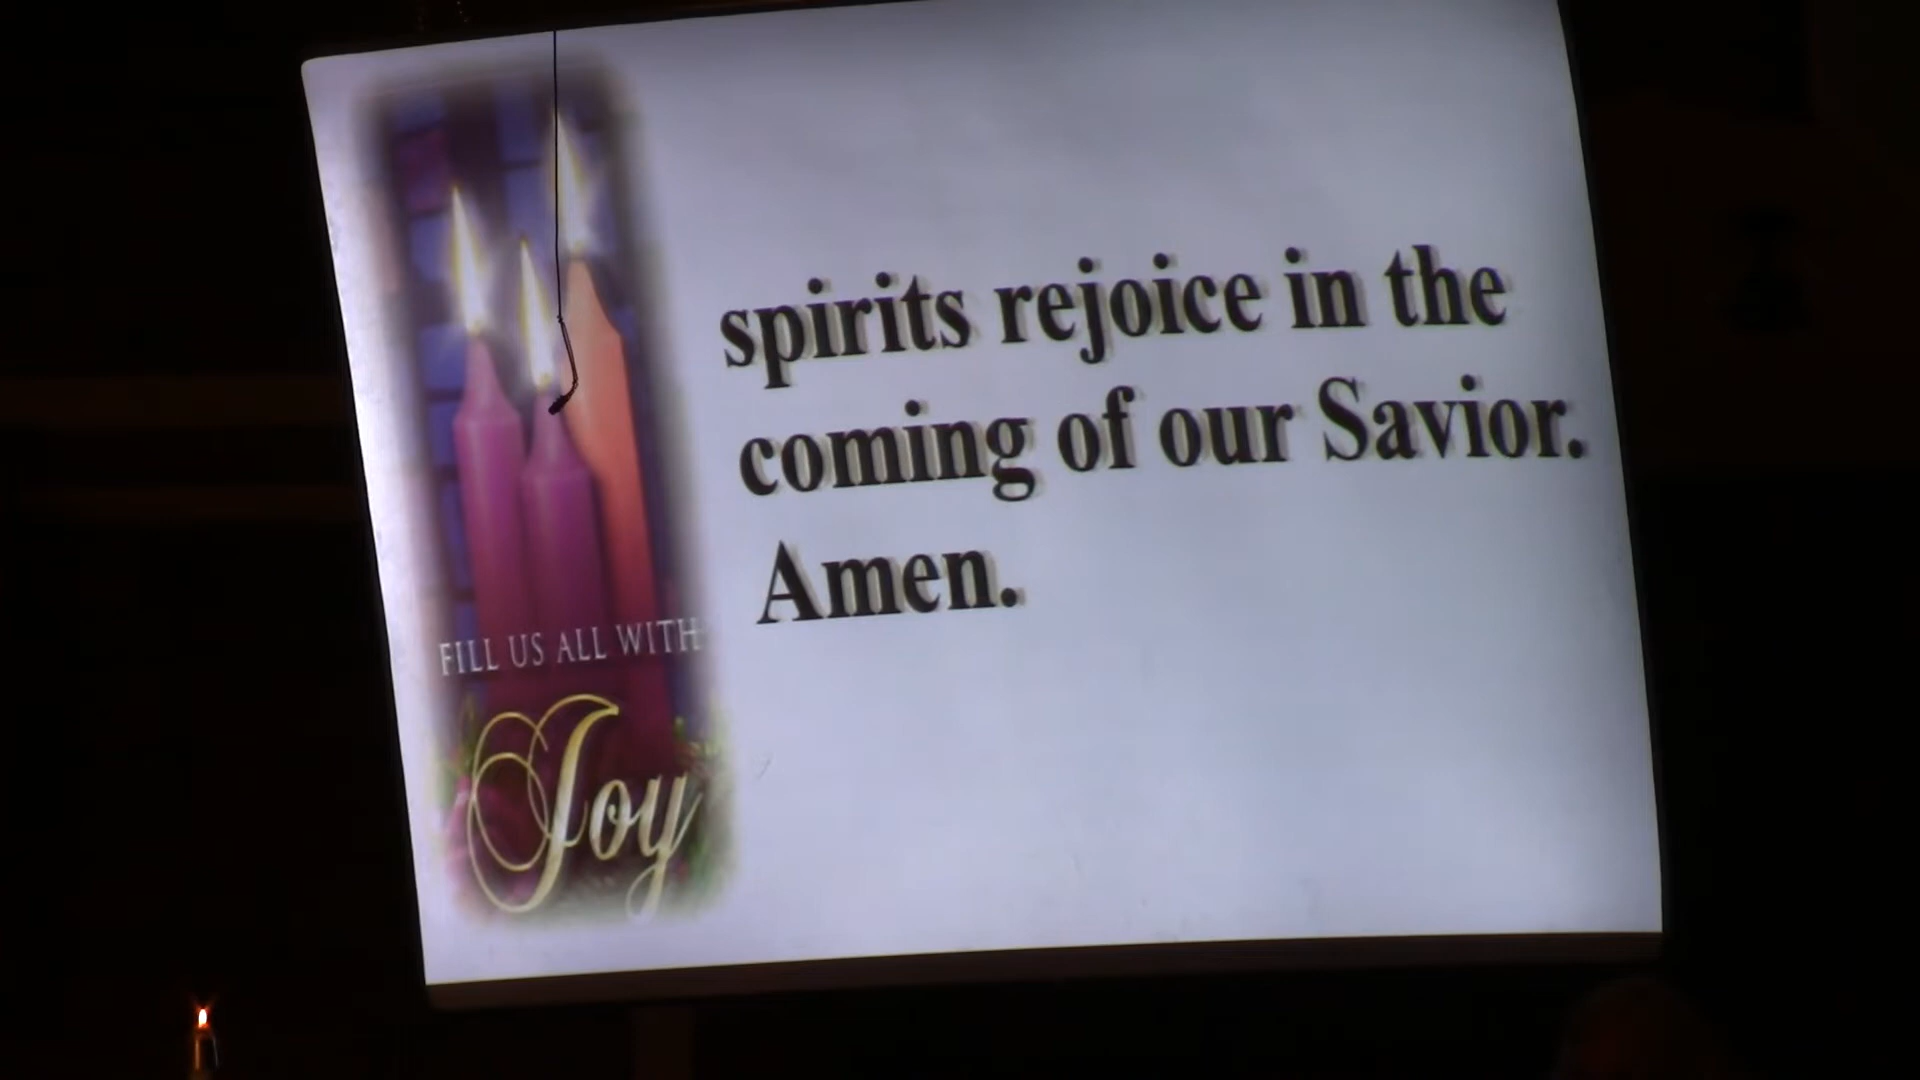 spirits rejoice in the
coming of our Savior.
Amen.
FILL US ALL WITH
Joy